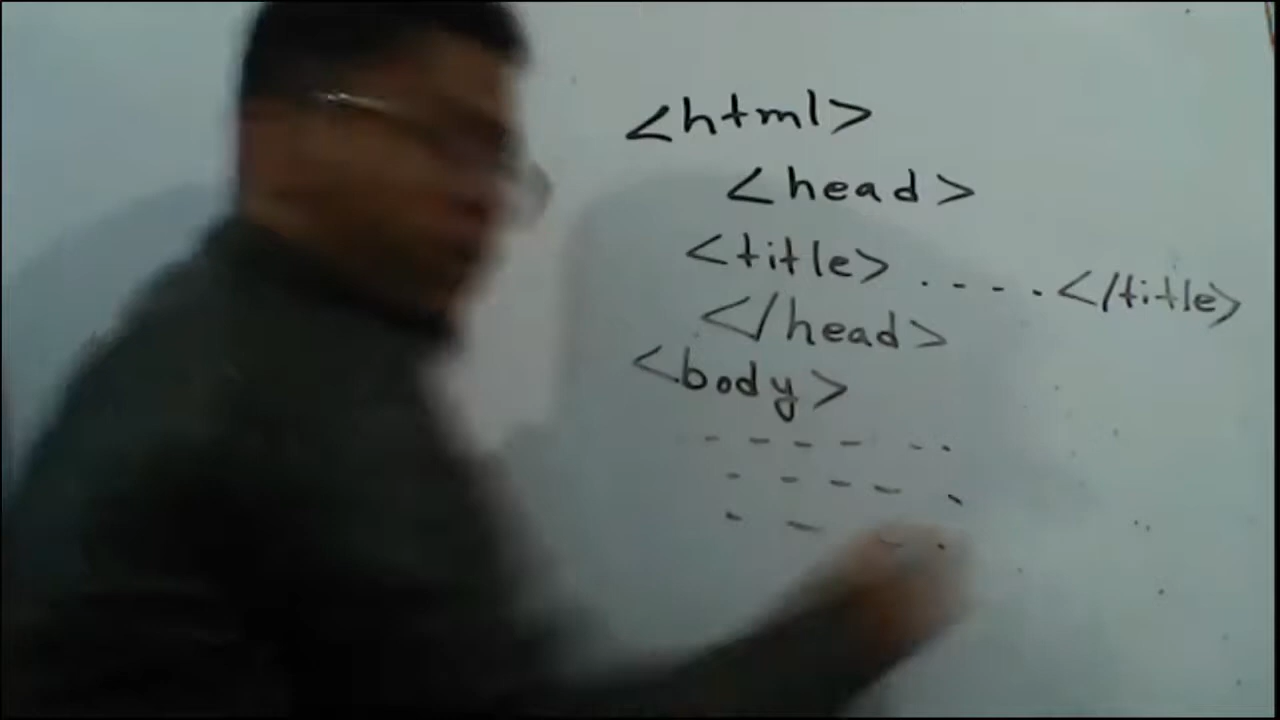 <html>
<head>
<title> . - - - . </title>
</head>
<body>
- - - - - .
- - - - .
- - - .